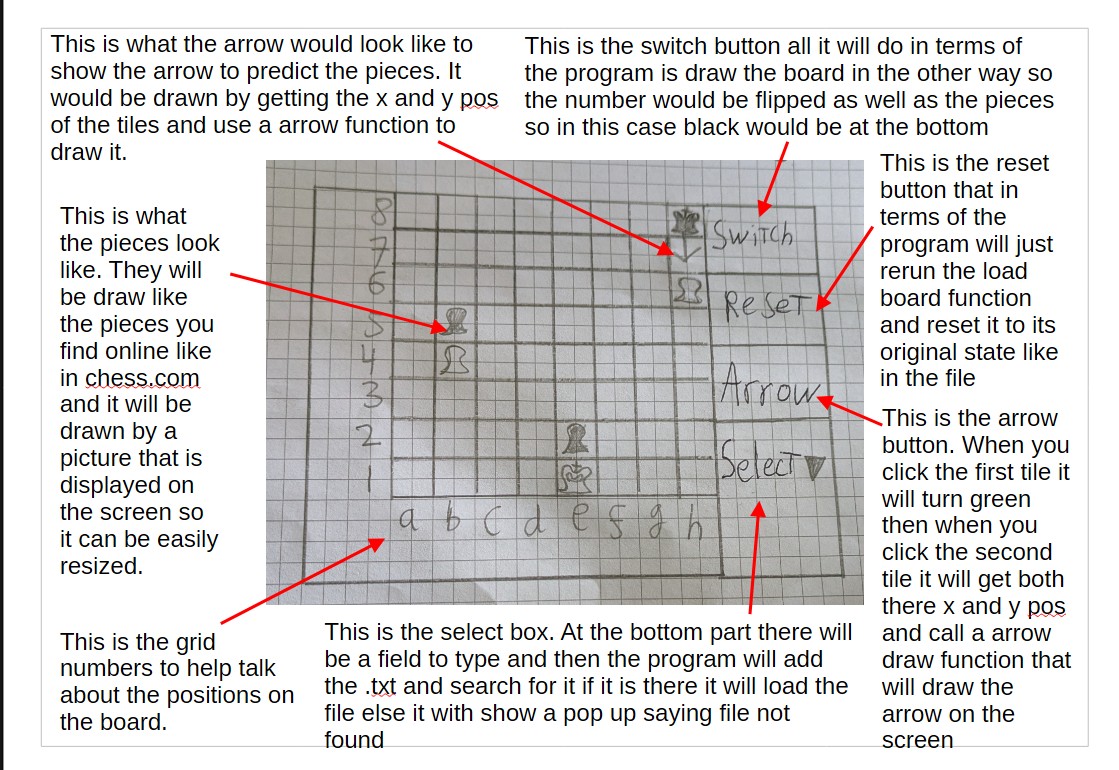 This is what the arrow would look like to
show the arrow to predict the pieces. It
would be drawn by getting the x and y pos
of the tiles and use a arrow function to
draw it.
This is the switch button all it will do in terms of
the program is draw the board in the other way so
the number would be flipped as well as the pieces
so in this case black would be at the bottom
This is what
the pieces look
like. They will
be draw like
the pieces you
find online like
in chess.com
and it will be
drawn by a
picture that is
displayed on
the screen so
it can be easily
resized.
8
7
6
5
4
3
2
1
a b c d e f g h
Switch
Reset
Arrow
Select
This is the reset
button that in
terms of the
program will just
rerun the load
board function
and reset it to its
original state like
in the file
This is the arrow
button. When you
click the first tile it
will turn green
then when you
click the second
tile it will get both
there x and y pos
and call a arrow
draw function that
will draw the
arrow on the
screen
This is the grid
numbers to help talk
about the positions on
the board.
This is the select box. At the bottom part there will
be a field to type and then the program will add
the .txt and search for it if it is there it will load the
file else it with show a pop up saying file not
found